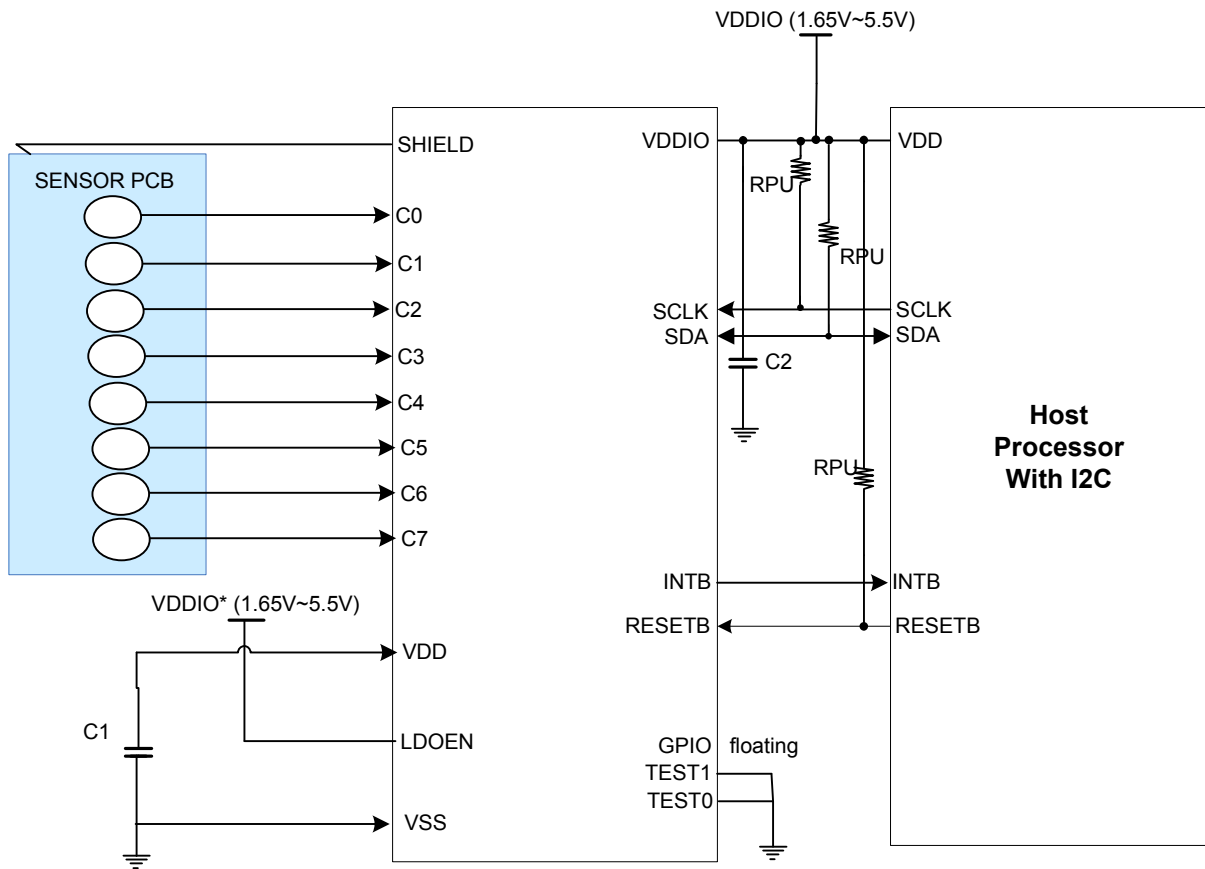 VDDIO (1.65V~5.5V)
SHIELD
VDDIO
VDD
SENSOR PCB
RPU
C0
C1
RPU
C2
SCLK
SCLK
SDA
SDA
C3
C2
C4
Host
Processor
With I2C
C5
RPU
C6
C7
INTB
INTB
VDDIO* (1.65V~5.5V)
RESETB
RESETB
VDD
C1
LDOEN
GPIO floating
TEST1
TEST0
VSS